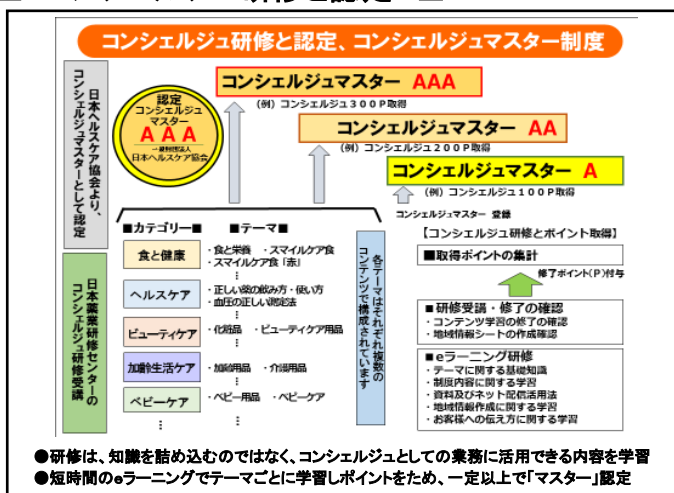 コンシェルジュ研修と認定、コンシェルジュマスター制度
日本ヘルスケア協会より、
コンシェルジュマスターとして認定
認定
コンシェルジュ
マスター
AAA
一般財団法人
日本ヘルスケア協会
コンシェルジュマスター AAA
(例)コンシェルジュ300P取得
コンシェルジュマスター AA
(例)コンシェルジュ200P取得
コンシェルジュマスター A
(例)コンシェルジュ100P取得
コンシェルジュマスター 登録
日本薬業研修センターの
コンシェルジュ研修受講
■カテゴリー■ ■テーマ■
食と健康
・食と栄養 ・スマイルケア食
・スマイルケア食「赤」
⋮
ヘルスケア
・正しい薬の飲み方・使い方
・血圧の正しい測定法
⋮
ビューティケア
・化粧品 ・ビューティケア用品
⋮
加齢生活ケア
・加齢用品 ・介護用品
⋮
ベビーケア
・ベビー用品 ・ベビーケア
⋮
⋮
各テーマはそれぞれ複数の
コンテンツで構成されています
【コンシェルジュ研修とポイント取得】
■取得ポイントの集計
修了ポイント(P)付与
■研修受講・修了の確認
・コンテンツ学習の修了の確認
・地域情報シートの作成確認
■eラーニング研修
・テーマに関する基礎知識
・制度内容に関する学習
・資料及びネット配信活用法
・地域情報作成に関する学習
・お客様への伝え方に関する学習
●研修は、知識を詰め込むのではなく、コンシェルジュとしての業務に活用できる内容を学習
●短時間のeラーニングでテーマごとに学習しポイントをため、一定以上で「マスター」認定